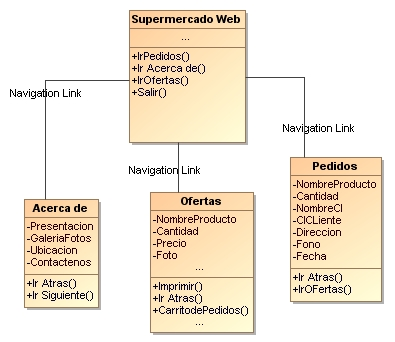 Supermercado Web
...
+IrPedidos()
+Ir Acerca de()
+IrOfertas()
+Salir()
Navigation Link
Navigation Link
Navigation Link
Acerca de
-Presentacion
-GaleriaFotos
-Ubicacion
-Contactenos
+Ir Atras()
+Ir Siguiente()
Ofertas
-NombreProducto
-Cantidad
-Precio
-Foto
...
+Imprimir()
+Ir Atras()
+CarritodePedidos()
...
Pedidos
-NombreProducto
-Cantidad
-NombreCl
-CICLiente
-Direccion
-Fono
-Fecha
+Ir Atras()
+IrOFertas()